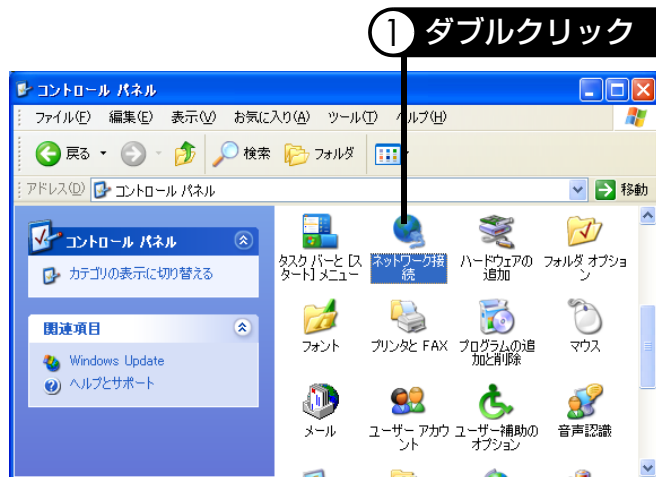 ① ダブルクリック
コントロール パネル
ファイル(F) 編集(E) 表示(V) お気に入り(A) ツール(T) ヘルプ(H)
戻る 検索 フォルダ
アドレス(D) コントロール パネル 移動
コントロール パネル
カテゴリの表示に切り替える
関連項目
Windows Update
ヘルプとサポート
タスク バーと [ス
タート] メニュー
ネットワーク接
続
ハードウェアの
追加
フォルダ オプショ
ン
フォント
プリンタと FAX
プログラムの追
加と削除
マウス
メール
ユーザー アカウ
ント
ユーザー補助の
オプション
音声認識